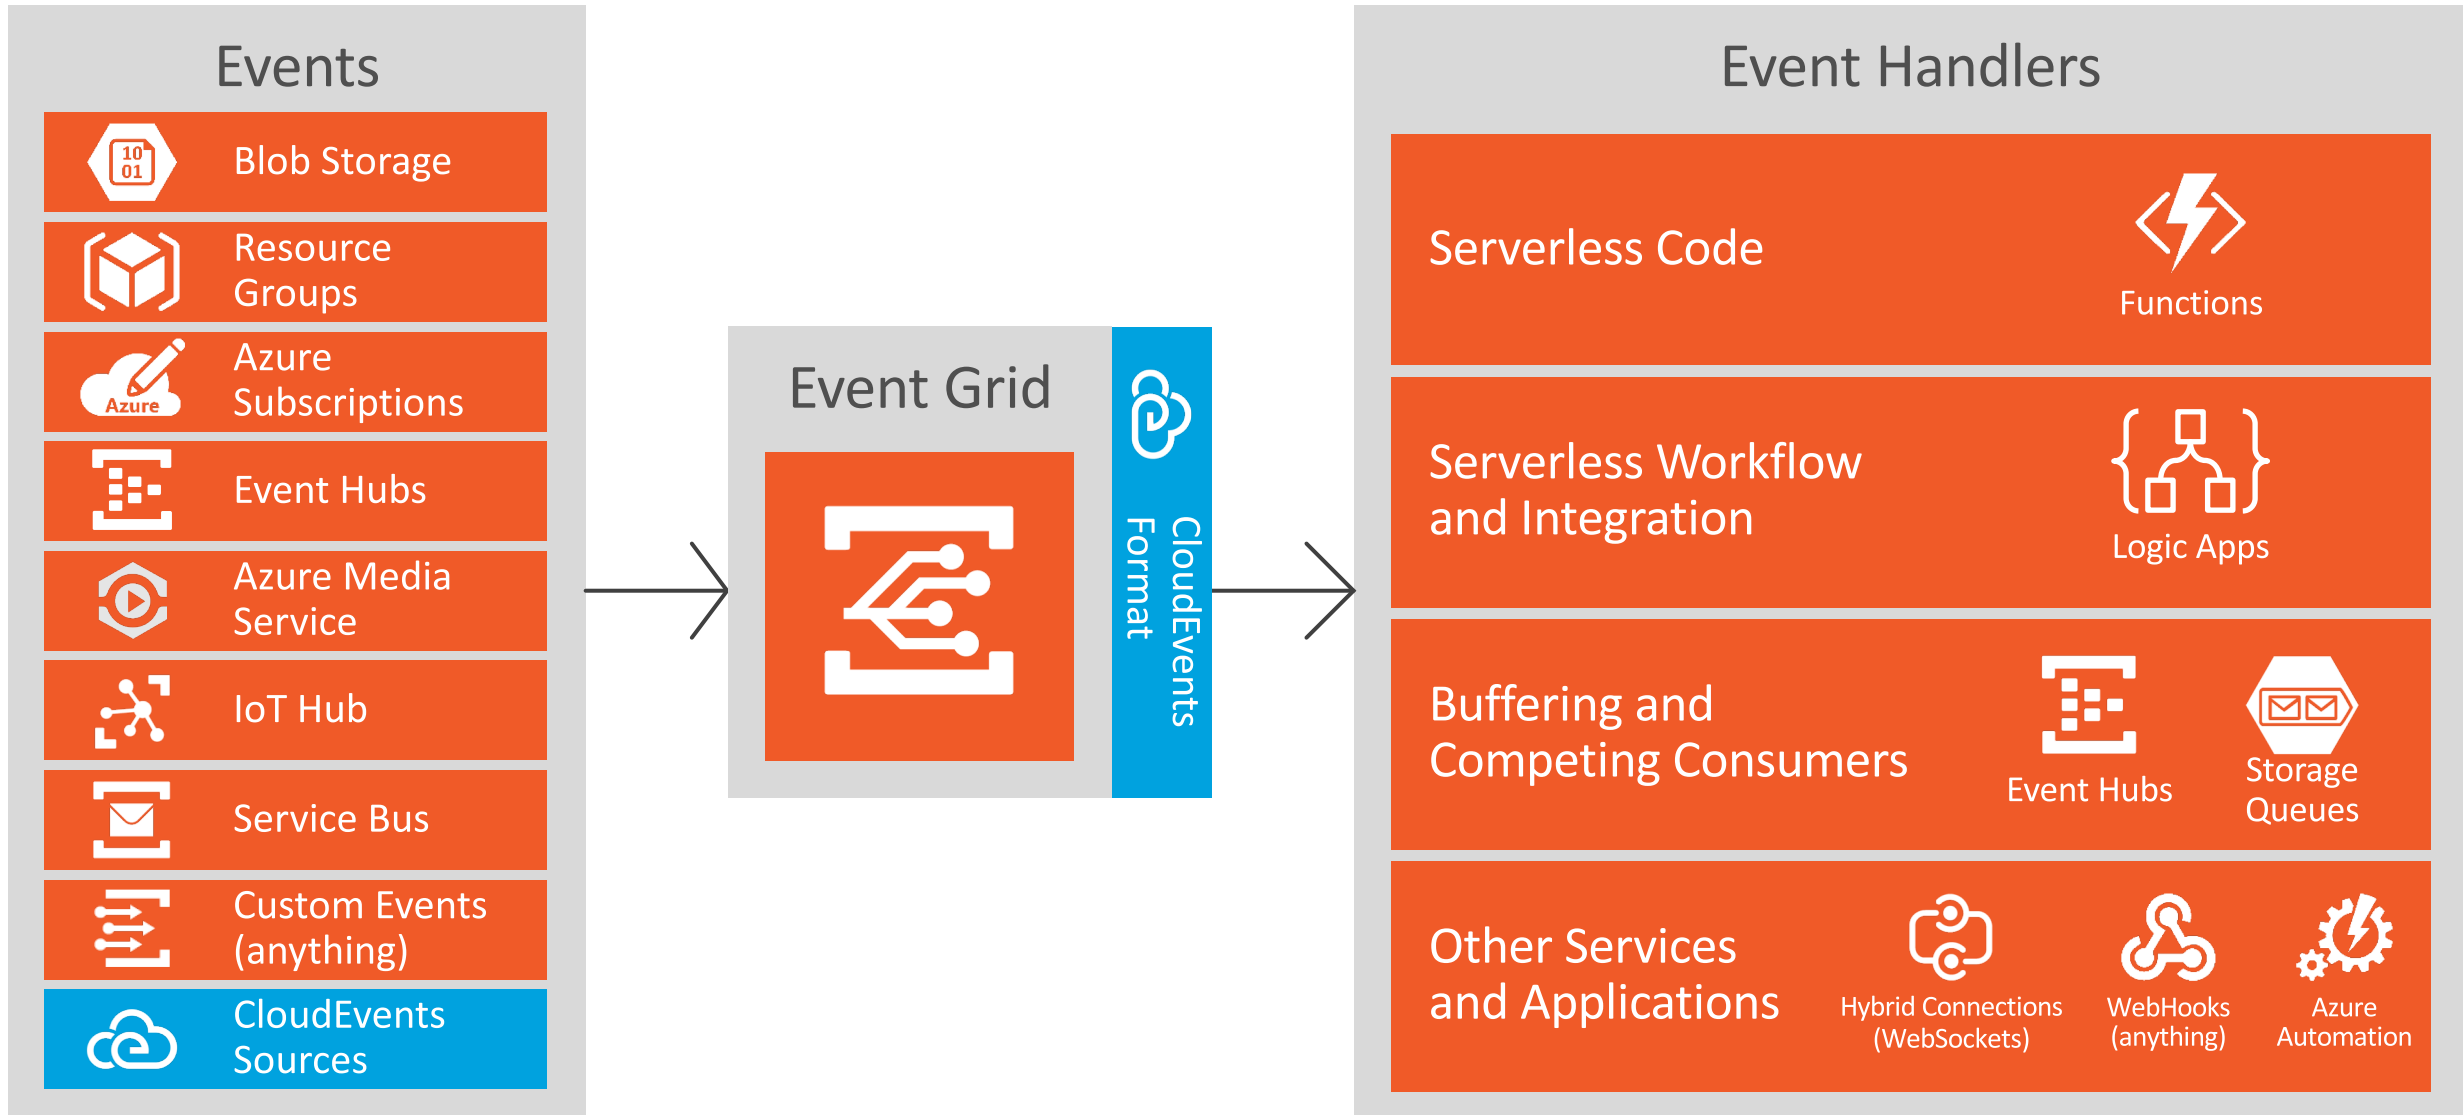 Events
10
01
Blob Storage
Resource
Groups
Azure
Azure
Subscriptions
Event Hubs
Azure Media
Service
IoT Hub
Service Bus
Custom Events
(anything)
CloudEvents
Sources
Event Grid
CloudEvents
Format
Event Handlers
Serverless Code
Functions
Serverless Workflow
and Integration
Logic Apps
Buffering and
Competing Consumers
Event Hubs
Storage
Queues
Other Services
and Applications
Hybrid Connections
(WebSockets)
WebHooks
(anything)
Azure
Automation